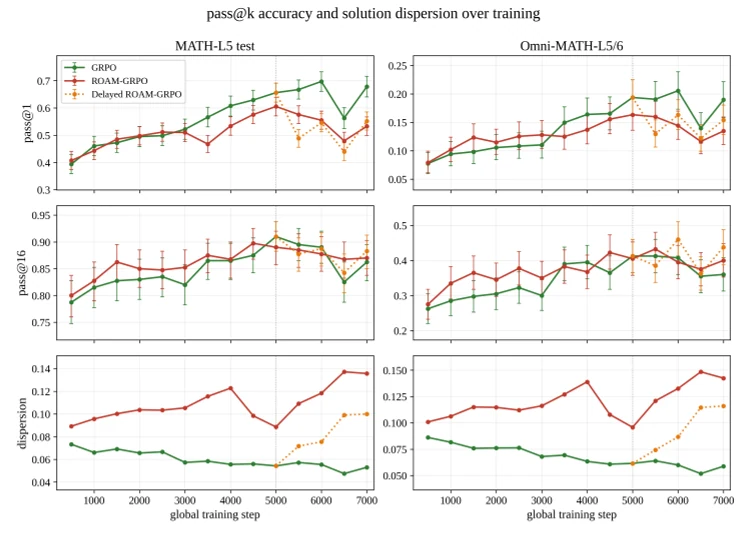 pass@k accuracy and solution dispersion over training
MATH-L5 test
Omni-MATH-L5/6
GRPO
ROAM-GRPO
Delayed ROAM-GRPO
pass@1
0.7
0.6
0.5
0.4
0.3
0.25
0.20
0.15
0.10
0.05
pass@16
0.95
0.90
0.85
0.80
0.75
0.5
0.4
0.3
0.2
dispersion
0.14
0.12
0.10
0.08
0.06
0.04
0.150
0.125
0.100
0.075
0.050
1000 2000 3000 4000 5000 6000 7000
1000 2000 3000 4000 5000 6000 7000
global training step
global training step